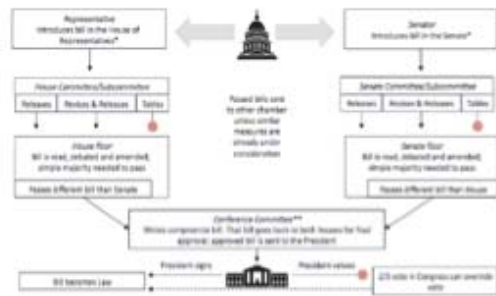 Representative
Introduces bill in the House of
Representatives*
Senator
Introduces bill in the Senate*
House Committee/Subcommittee
Releases
Revises & Releases
Tables
Senate Committee/Subcommittee
Releases
Revises & Releases
Tables
Passed bills sent
to other chamber
unless similar
measures are
already under
consideration
House floor
Bill is read, debated and amended;
simple majority needed to pass
Passes different bill than Senate
Senate floor
Bill is read, debated and amended;
simple majority needed to pass
Passes different bill than House
Conference Committee**
Writes compromise bill. That bill goes back to both houses for final
approval; approved bill is sent to the President
President signs
President vetoes
Bill becomes Law
2/3 vote in Congress can override
veto